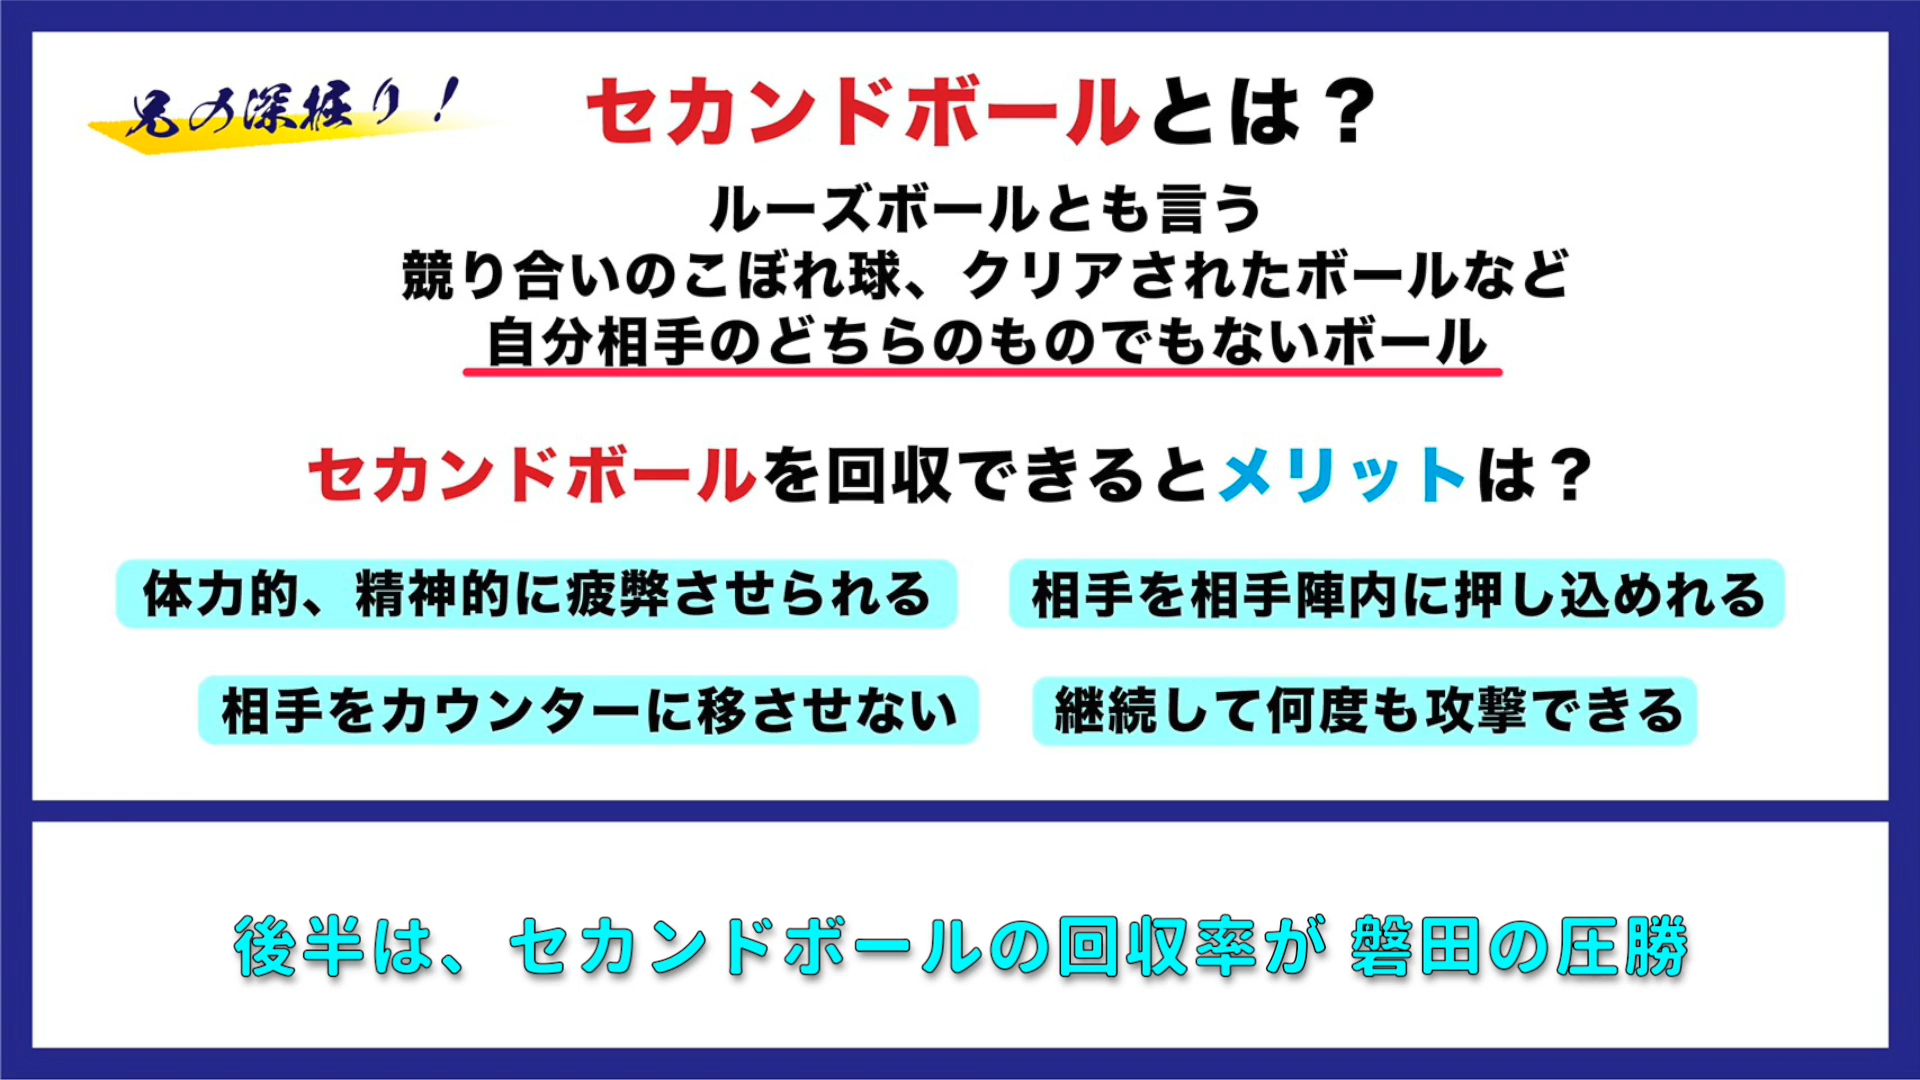 兄の深掘り！
セカンドボールとは？
ルーズボールとも言う
競り合いのこぼれ球、クリアされたボールなど
自分相手のどちらのものでもないボール
セカンドボールを回収できるとメリットは？
体力的、精神的に疲弊させられる
相手を相手陣内に押し込めれる
相手をカウンターに移させない
継続して何度も攻撃できる
後半は、セカンドボールの回収率が 磐田の圧勝